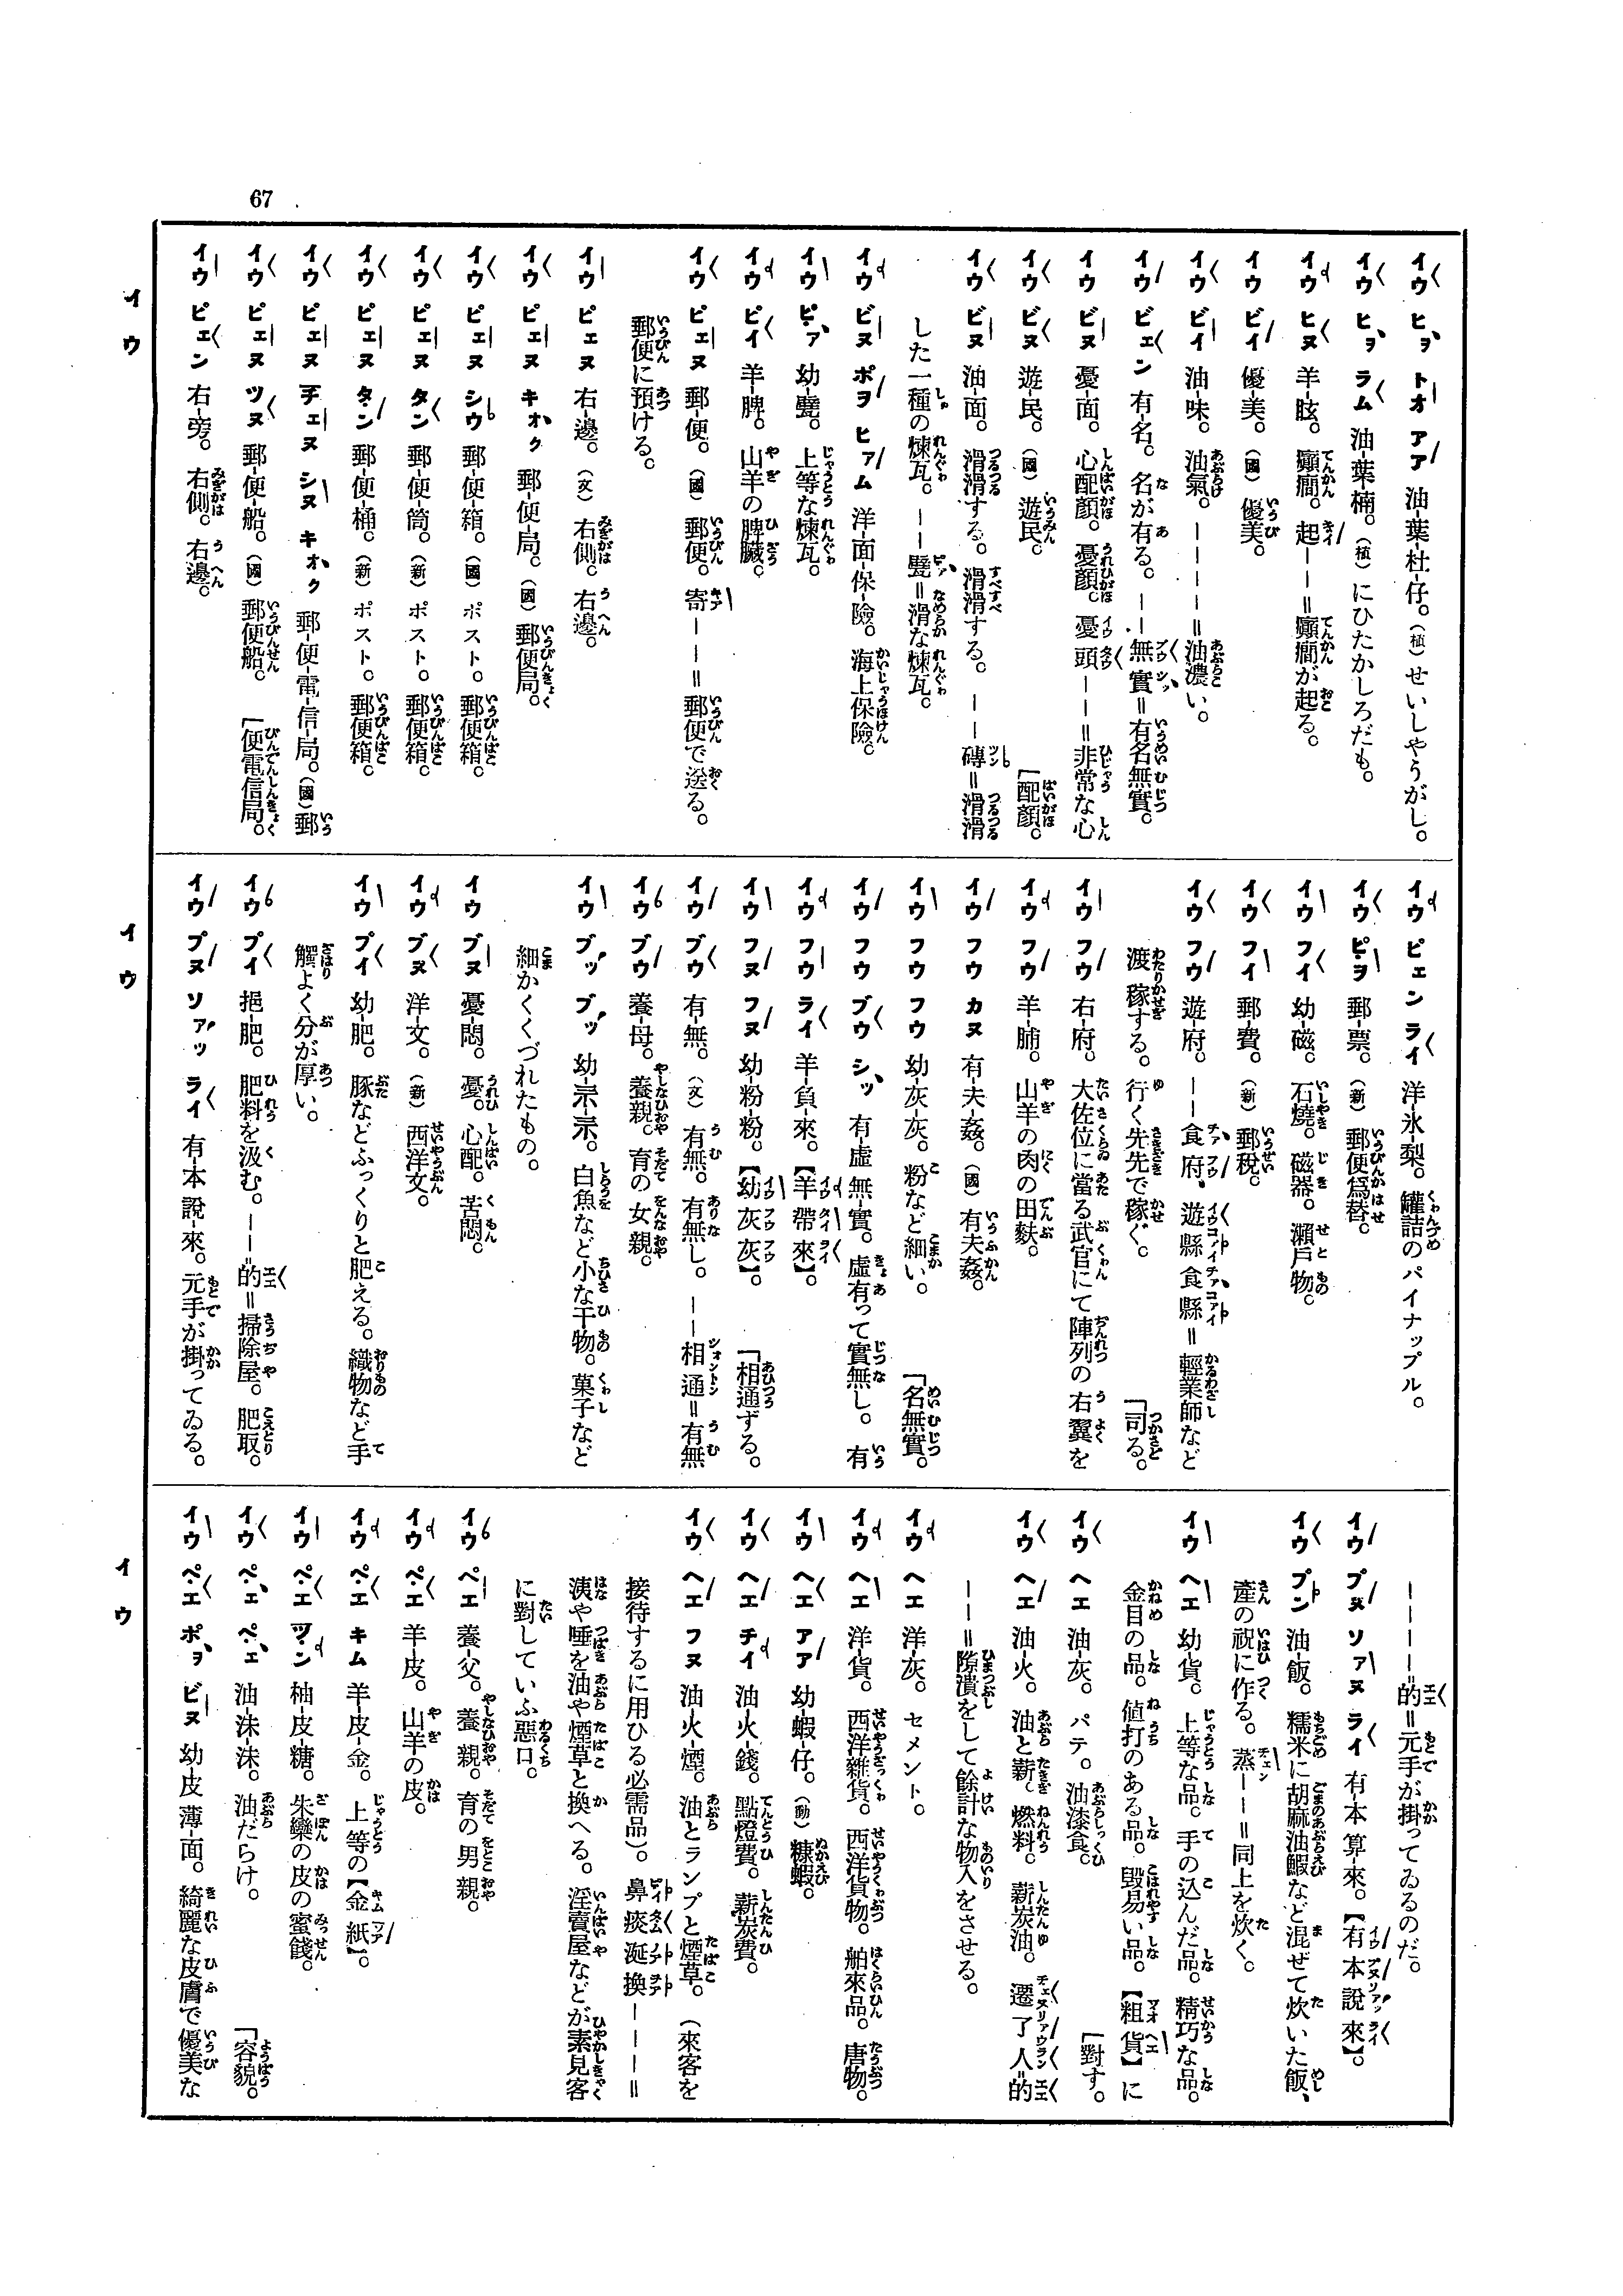 67
イウ
イウ ヒヲ トオ アア 油-葉-杜-仔。(植)せいしやうがし。
イウ ヒヲ ラム 油-葉-楠。(植)にひたかしろだも。
イウ ヒヌ 羊-眩。癲癇。起——=癲癇が起る。
イウ ビイ 優-美。(國)優美。
イウ ビイ 油-味。油氣。————=油濃い。
イウ ビェン 有-名。名が有る。——無實=有名無實。
イウ ビヌ 憂-面。心配顏。憂顏。憂頭——=非常な心
「配顏。
イウ ビヌ 遊-民。(國)遊民。
イウ ビヌ 油-面。滑滑する。滑滑する。——磚=滑滑
した一種の煉瓦。——甓=滑な煉瓦。
イウ ビヌ ポヲ ヒァム 洋-面-保-險。海上保險。
イウ ピァ 幼-甓。上等な煉瓦。
イウ ピイ 羊-脾。山羊の脾臟。
イウ ピェヌ 郵-便。(國)郵便。寄———=郵便で送る。
郵便に預ける。
イウ ピェヌ 右-邊。(文)右側。右邊。
イウ ピェヌ キオク 郵-便-局。(國)郵便局。
イウ ピェヌ シウ 郵-便-箱。(國)ポスト。郵便箱。
イウ ピェヌ タン 郵-便-筒。(新)ポスト。郵便箱。
イウ ピェヌ タン 郵-便-桶。(新)ポスト。郵便箱。
イウ ピェヌ チェヌ シヌ キオク 郵-便-電-信-局。(國)郵
「便電信局。
イウ ピェヌ ツヌ 郵-便-船。(國)郵便船。
イウ ピェン 右-旁。右側。右邊。
イウ
イウ ピェン ライ 洋-氷-梨。罐詰のパイナップル。
イウ ピヲ 郵-票。(新)郵便爲替。
イウ フイ 幼-磁。石燒。磁器。瀨戶物。
イウ フイ 郵-費。(新)郵稅。
イウ フウ 遊-府。——食府、遊縣食縣=輕業師など
渡稼する。行く先先で稼ぐ。
「司る。
イウ フウ 右-府。大佐位に當る武官にて陣列の右翼を
イウ フウ 羊-脯。山羊の肉の田麩。
イウ フウ カヌ 有-夫-姦。(國)有夫姦。
イウ フウ フウ 幼-灰-灰。粉など細い。
「名無實。
イウ フウ ブウ シッ 有-虛無-實。虛有って實無し。有
イウ フウ ライ 羊-負-來。【羊帶來】。
イウ フヌ フヌ 幼-粉-粉。【幼灰灰】。
「相通ずる。
イウ ブウ 有-無。(文)有無。有無し。——相通=有無
イウ ブウ 養-母。養親。育の女親。
イウ ブッ ブッ 幼-宗-宗。白魚など小な干物。菓子など
細かくくづれたもの。
イウ ブヌ 憂-悶。憂。心配。苦悶。
イウ ブヌ 洋-文。(新)西洋文。
イウ プイ 幼-肥。豚などふっくりと肥える。織物など手
觸よく分が厚い。
イウ プイ 挹-肥。肥料を汲む。——的=掃除屋。肥取。
イウ プヌ ソァッ ライ 有-本說-來。元手が掛ってゐる。
イウ
————的=元手が掛ってゐるのだ。
イウ プヌ ソァヌ ライ 有-本算-來。【有本說來】。
イウ プン 油-飯。糯米に胡麻油鰕など混ぜて炊いた飯、
產の祝に作る。蒸——=同上を炊く。
イウ ヘエ 幼-貨。上等な品。手の込んだ品。精巧な品。
金目の品。値打のある品。毀易い品。【粗貨】に
「對す。
イウ ヘエ 油-灰。パテ。油漆食。
イウ ヘエ 油-火。油と薪。燃料。薪炭油。遷了人-的
——=隙潰をして餘計な物入をさせる。
イウ ヘエ 洋-灰。セメント。
イウ ヘエ 洋-貨。西洋雜貨。西洋貨物。舶來品。唐物。
イウ ヘエ アア 幼-蝦-仔。(動)糠蝦。
イウ ヘエ チイ 油-火-錢。點燈費。薪炭費。
イウ ヘエ フヌ 油-火-煙。油とランプと煙草。(來客を
接待するに用ひる必需品)。鼻痰涎換————=
洟や唾を油や煙草と換へる。淫賣屋などが素見客
に對していふ惡口。
イウ ペエ 養-父。養親。育の男親。
イウ ペエ 羊-皮。山羊の皮。
イウ ペエ キム 羊-皮-金。上等の【金紙】。
イウ ペエ ツン 柚-皮-糖。朱欒の皮の蜜餞。
イウ ペェ ペェ 油-洣-洣。油だらけ。
「容貌。
イウ ペエ ポヲ ビヌ 幼-皮薄-面。綺麗な皮膚で優美な